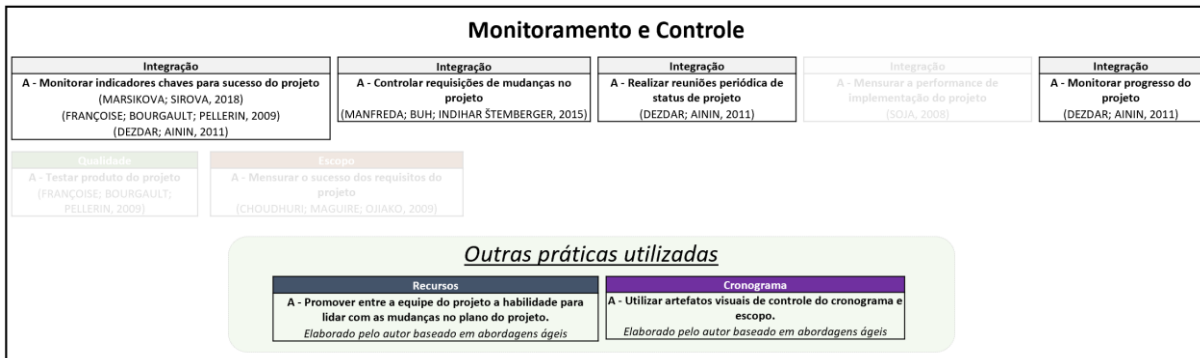 Monitoramento e Controle
Integração
A - Monitorar indicadores chaves para sucesso do projeto
(MARSIKOVA; SIROVA, 2018)
(FRANÇOISE; BOURGAULT; PELLERIN, 2009)
(DEZDAR; AININ, 2011)
Integração
A - Controlar requisições de mudanças no
projeto
(MANFREDA; BUH; INDIHAR ŠTEMBERGER, 2015)
Integração
A - Realizar reuniões periódica de
status de projeto
(DEZDAR; AININ, 2011)
Integração
A - Mensurar a performance de
implementação do projeto
(SOJA, 2008)
Integração
A - Monitorar progresso do
projeto
(DEZDAR; AININ, 2011)
Qualidade
A - Testar produto do projeto
(FRANÇOISE; BOURGAULT;
PELLERIN, 2009)
Escopo
A - Mensurar o sucesso dos requisitos do
projeto
(CHOUDHURI; MAGUIRE; OJIAKO, 2009)
Outras práticas utilizadas
Recursos
A - Promover entre a equipe do projeto a habilidade para
lidar com as mudanças no plano do projeto.
Elaborado pelo autor baseado em abordagens ágeis
Cronograma
A - Utilizar artefatos visuais de controle do cronograma e
escopo.
Elaborado pelo autor baseado em abordagens ágeis